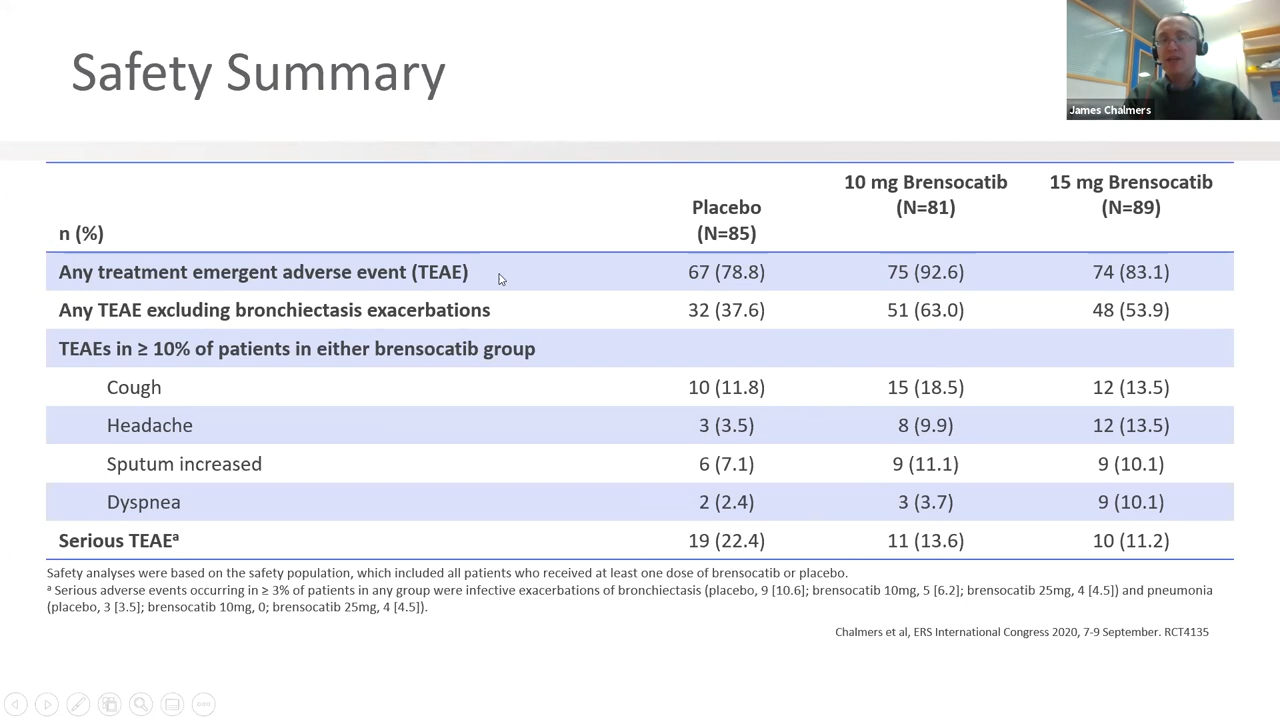 Safety Summary
James Chalmers
n (%)
Placebo
(N=85)
10 mg Brensocatib
(N=81)
15 mg Brensocatib
(N=89)
Any treatment emergent adverse event (TEAE) 67 (78.8) 75 (92.6) 74 (83.1)
Any TEAE excluding bronchiectasis exacerbations 32 (37.6) 51 (63.0) 48 (53.9)
TEAEs in ≥ 10% of patients in either brensocatib group
Cough 10 (11.8) 15 (18.5) 12 (13.5)
Headache 3 (3.5) 8 (9.9) 12 (13.5)
Sputum increased 6 (7.1) 9 (11.1) 9 (10.1)
Dyspnea 2 (2.4) 3 (3.7) 9 (10.1)
Serious TEAEᵃ 19 (22.4) 11 (13.6) 10 (11.2)
Safety analyses were based on the safety population, which included all patients who received at least one dose of brensocatib or placebo.
ᵃ Serious adverse events occurring in ≥ 3% of patients in any group were infective exacerbations of bronchiectasis (placebo, 9 [10.6]; brensocatib 10mg, 5 [6.2]; brensocatib 25mg, 4 [4.5]) and pneumonia
(placebo, 3 [3.5]; brensocatib 10mg, 0; brensocatib 25mg, 4 [4.5]).
Chalmers et al, ERS International Congress 2020, 7-9 September. RCT4135